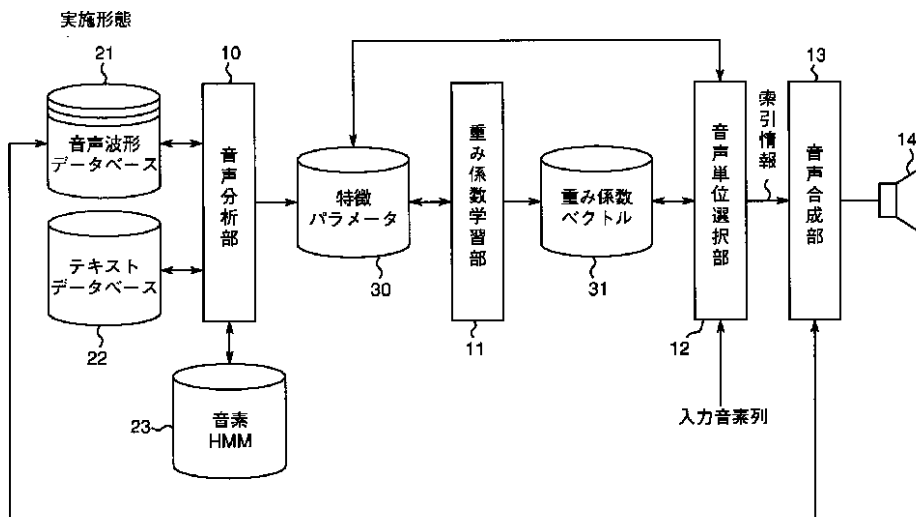 実施形態
21
音声波形
データベース
テキスト
データベース
22
10
音声分析部
23
音素
HMM
特徴
パラメータ
30
重み係数学習部
11
重み係数
ベクトル
31
音声単位選択部
12
入力音素列
索引情報
13
音声合成部
14